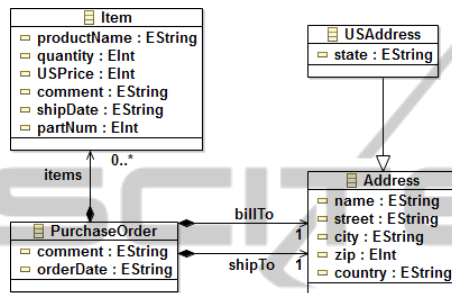 Item
productName : EString
quantity : EInt
USPrice : EInt
comment : EString
shipDate : EString
partNum : EInt
USAddress
state : EString
0..*
items
Address
name : EString
street : EString
city : EString
zip : EInt
country : EString
PurchaseOrder
comment : EString
orderDate : EString
billTo
1
shipTo
1